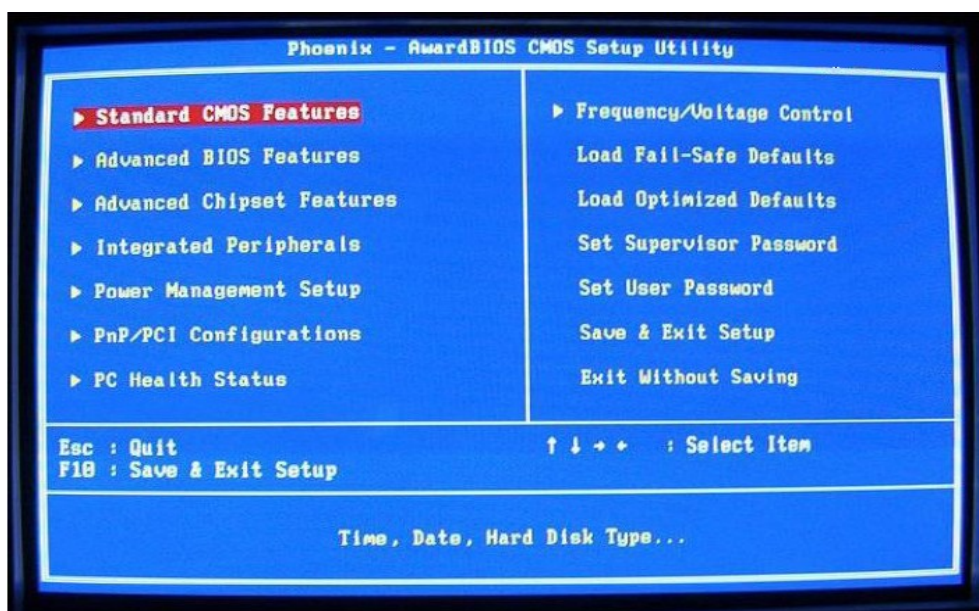 Phoenix - AwardBIOS CMOS Setup Utility
▶ Standard CMOS Features
▶ Advanced BIOS Features
▶ Advanced Chipset Features
▶ Integrated Peripherals
▶ Power Management Setup
▶ PnP/PCI Configurations
▶ PC Health Status
▶ Frequency/Voltage Control
Load Fail-Safe Defaults
Load Optimized Defaults
Set Supervisor Password
Set User Password
Save & Exit Setup
Exit Without Saving
Esc : Quit
F10 : Save & Exit Setup
↑ ↓ → ← : Select Item
Time, Date, Hard Disk Type...